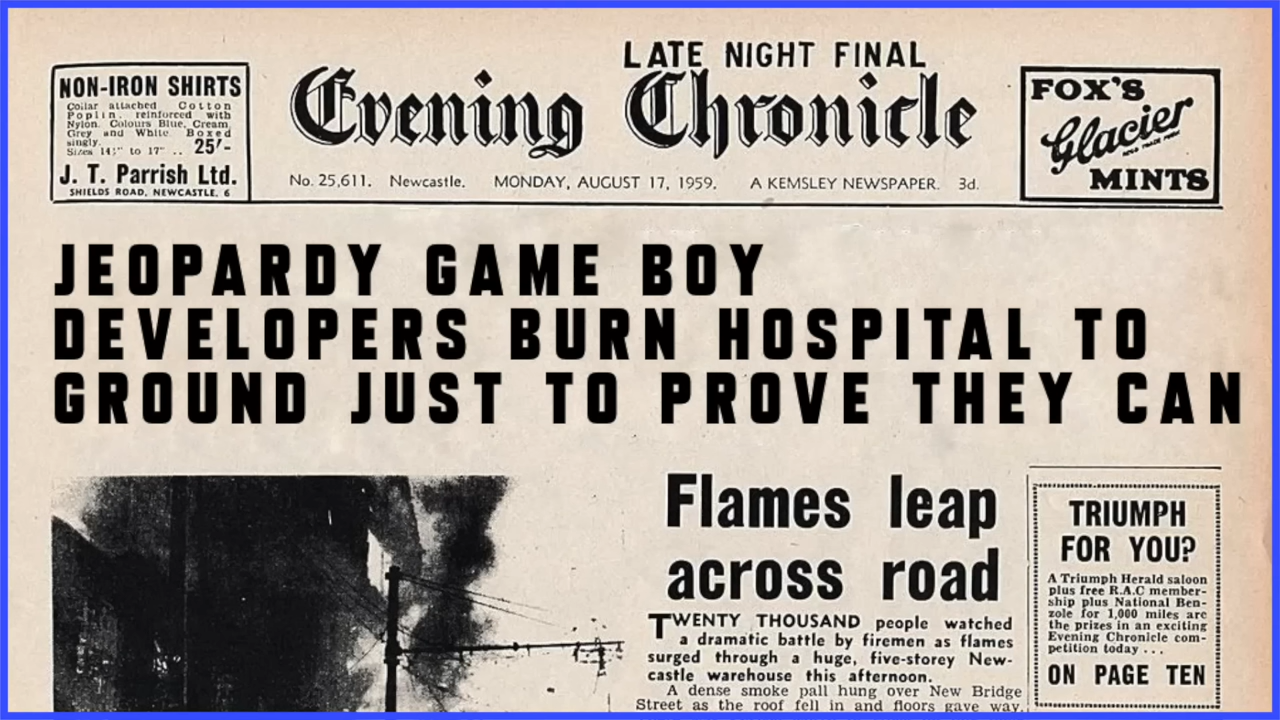 LATE NIGHT FINAL
NON-IRON SHIRTS
Collar attached Cotton
Poplin, reinforced with
Nylon. Colours Blue, Cream,
Grey and White. Boxed
singly.
Sizes 14½" to 17" .. 25'-
J. T. Parrish Ltd.
SHIELDS ROAD, NEWCASTLE. 6
Evening Chronicle
No. 25,611. Newcastle. MONDAY, AUGUST 17, 1959. A KEMSLEY NEWSPAPER. 3d.
FOX'S
Glacier
MINTS
JEOPARDY GAME BOY
DEVELOPERS BURN HOSPITAL TO
GROUND JUST TO PROVE THEY CAN
Flames leap
across road
TWENTY THOUSAND people watched
a dramatic battle by firemen as flames
surged through a huge, five-storey New-
castle warehouse this afternoon.
A dense smoke pall hung over New Bridge
Street as the roof fell in and floors gave way.
TRIUMPH
FOR YOU?
A Triumph Herald saloon
plus free R.A.C member-
ship plus National Ben-
zole for 1,000 miles are
the prizes in an exciting
Evening Chronicle com-
petition today . . .
ON PAGE TEN